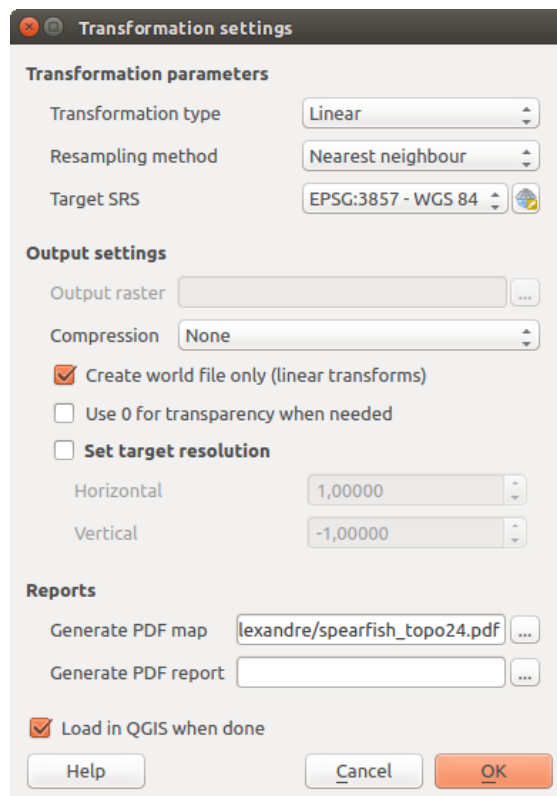 Transformation settings
Transformation parameters
Transformation type Linear
Resampling method Nearest neighbour
Target SRS EPSG:3857 - WGS 84
Output settings
Output raster ...
Compression None
Create world file only (linear transforms)
Use 0 for transparency when needed
Set target resolution
Horizontal 1,00000
Vertical -1,00000
Reports
Generate PDF map lexandre/spearfish_topo24.pdf ...
Generate PDF report ...
Load in QGIS when done
Help Cancel OK